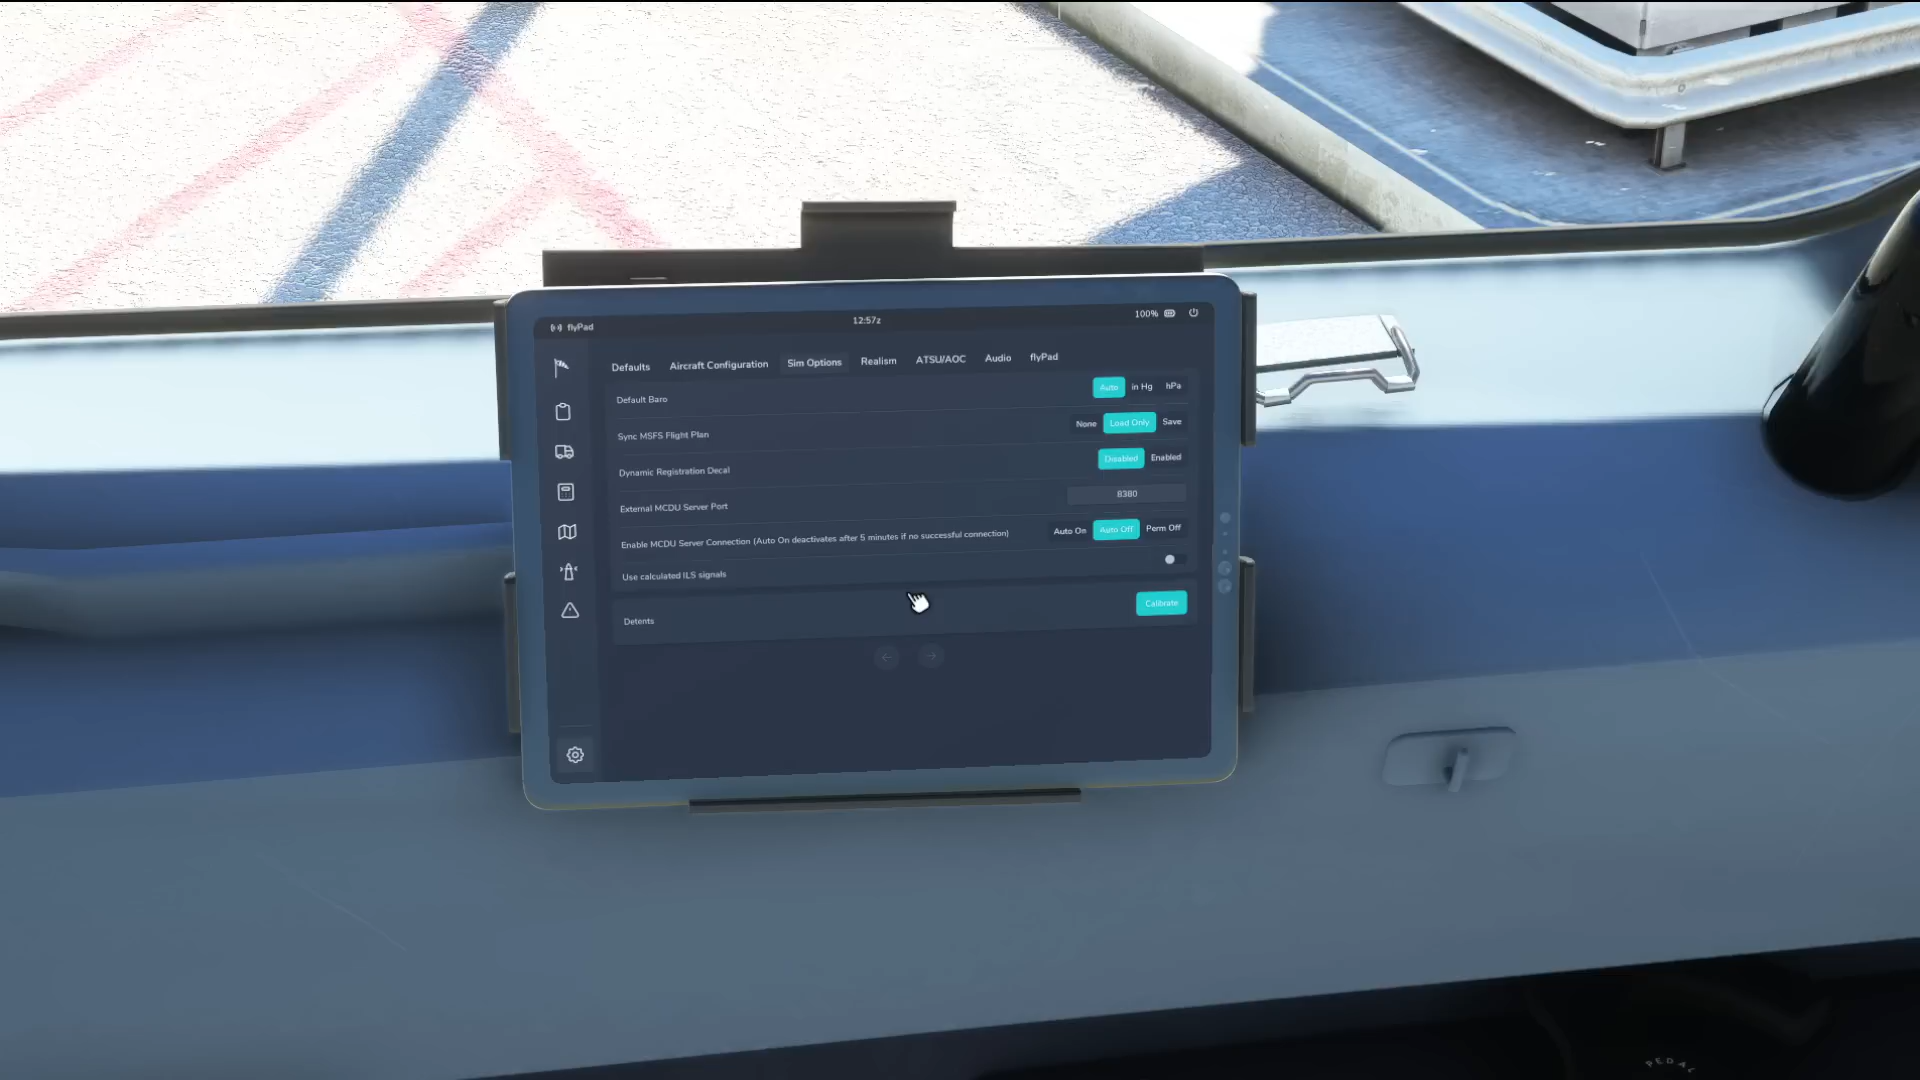 flyPad 12:57z 100%
Defaults Aircraft Configuration Sim Options Realism ATSU/AOC Audio flyPad
Default Baro Auto in Hg hPa
Sync MSFS Flight Plan None Load Only Save
Dynamic Registration Decal Disabled Enabled
External MCDU Server Port 8380
Enable MCDU Server Connection (Auto On deactivates after 5 minutes if no successful connection) Auto On Auto Off Perm Off
Use calculated ILS signals
Detents Calibrate
PEDAL